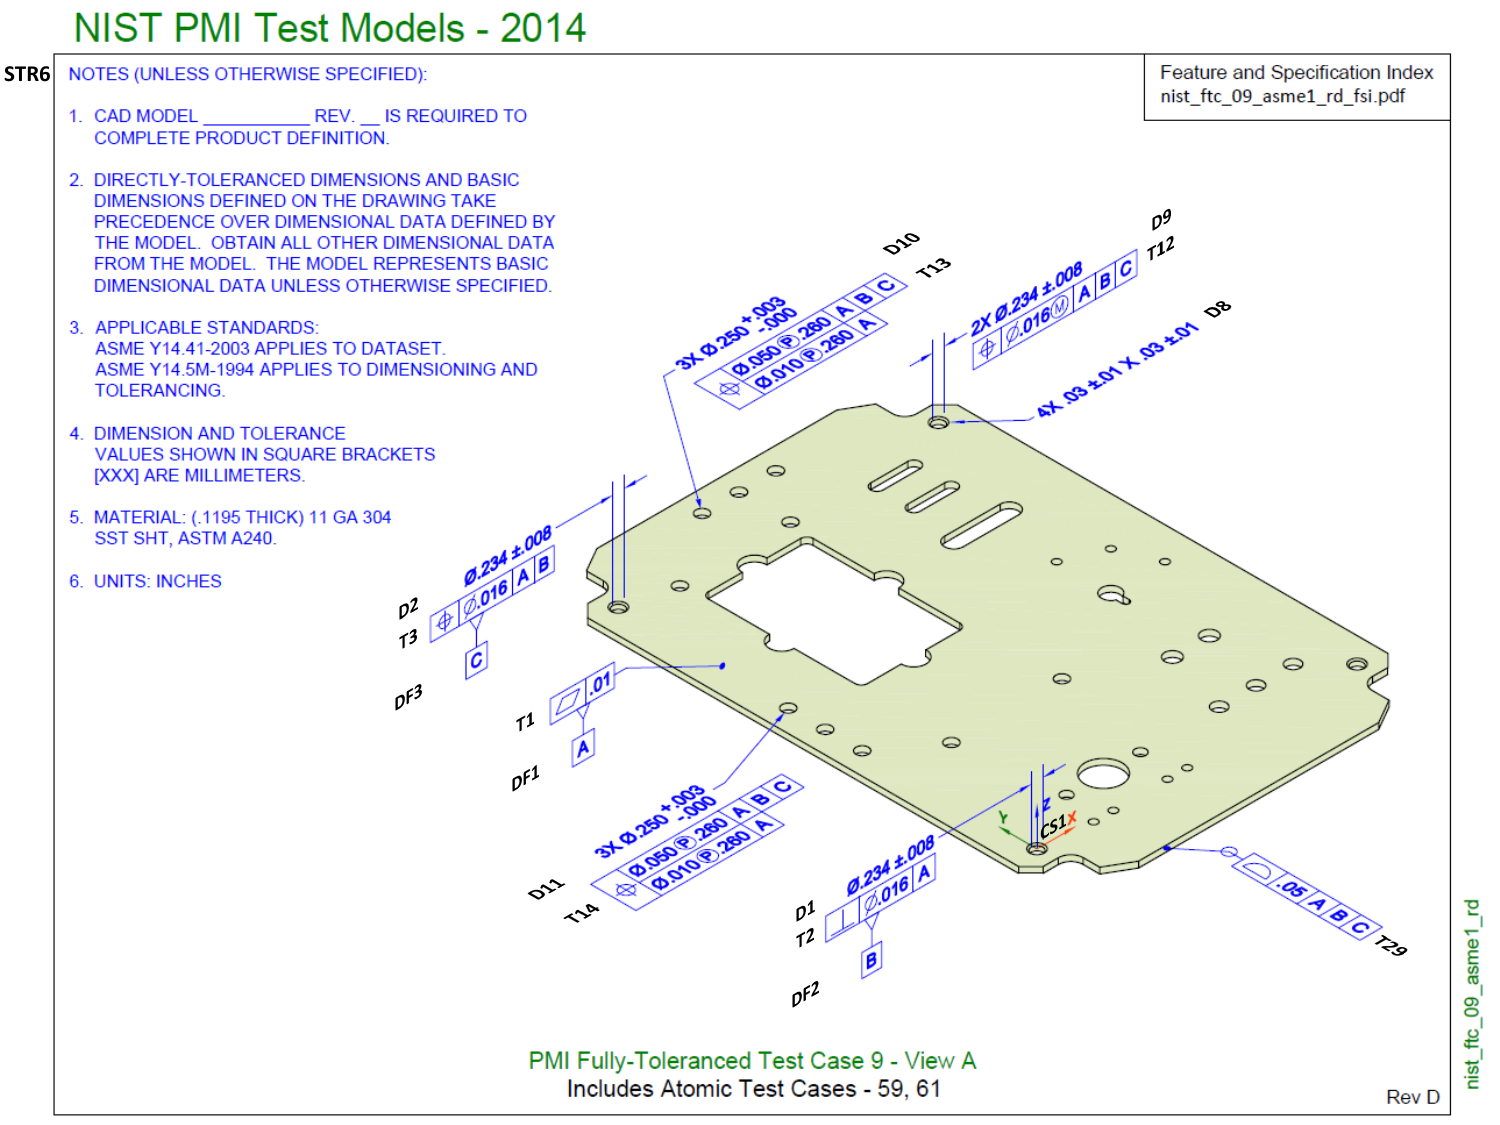 NIST PMI Test Models - 2014
STR6
NOTES (UNLESS OTHERWISE SPECIFIED):
Feature and Specification Index
nist_ftc_09_asme1_rd_fsi.pdf
1. CAD MODEL ___________ REV. __ IS REQUIRED TO
COMPLETE PRODUCT DEFINITION.
2. DIRECTLY-TOLERANCED DIMENSIONS AND BASIC
DIMENSIONS DEFINED ON THE DRAWING TAKE
PRECEDENCE OVER DIMENSIONAL DATA DEFINED BY
THE MODEL. OBTAIN ALL OTHER DIMENSIONAL DATA
FROM THE MODEL. THE MODEL REPRESENTS BASIC
DIMENSIONAL DATA UNLESS OTHERWISE SPECIFIED.
3. APPLICABLE STANDARDS:
ASME Y14.41-2003 APPLIES TO DATASET.
ASME Y14.5M-1994 APPLIES TO DIMENSIONING AND
TOLERANCING.
4. DIMENSION AND TOLERANCE
VALUES SHOWN IN SQUARE BRACKETS
[XXX] ARE MILLIMETERS.
5. MATERIAL: (.1195 THICK) 11 GA 304
SST SHT, ASTM A240.
6. UNITS: INCHES
D10
T13
3X Ø.250 +.003 -.000
Ø.050 Ⓟ .260 A B C
Ø.010 Ⓟ .260 A
D9
T12
2X Ø.234 ±.008
⌖ Ø.016 Ⓜ A B C
D8
4X .03 ±.01 X .03 ±.01
Ø.234 ±.008
⌖ Ø.016 A B
C
D2
T3
DF3
T1
⏥ .01
A
DF1
3X Ø.250 +.003 -.000
Ø.050 Ⓟ .260 A B C
Ø.010 Ⓟ .260 A
D11
T14
Z
Y
X
CS1
Ø.234 ±.008
⟂ Ø.016 A
B
D1
T2
DF2
⌓ .05 A B C
T29
PMI Fully-Toleranced Test Case 9 - View A
Includes Atomic Test Cases - 59, 61
Rev D
nist_ftc_09_asme1_rd